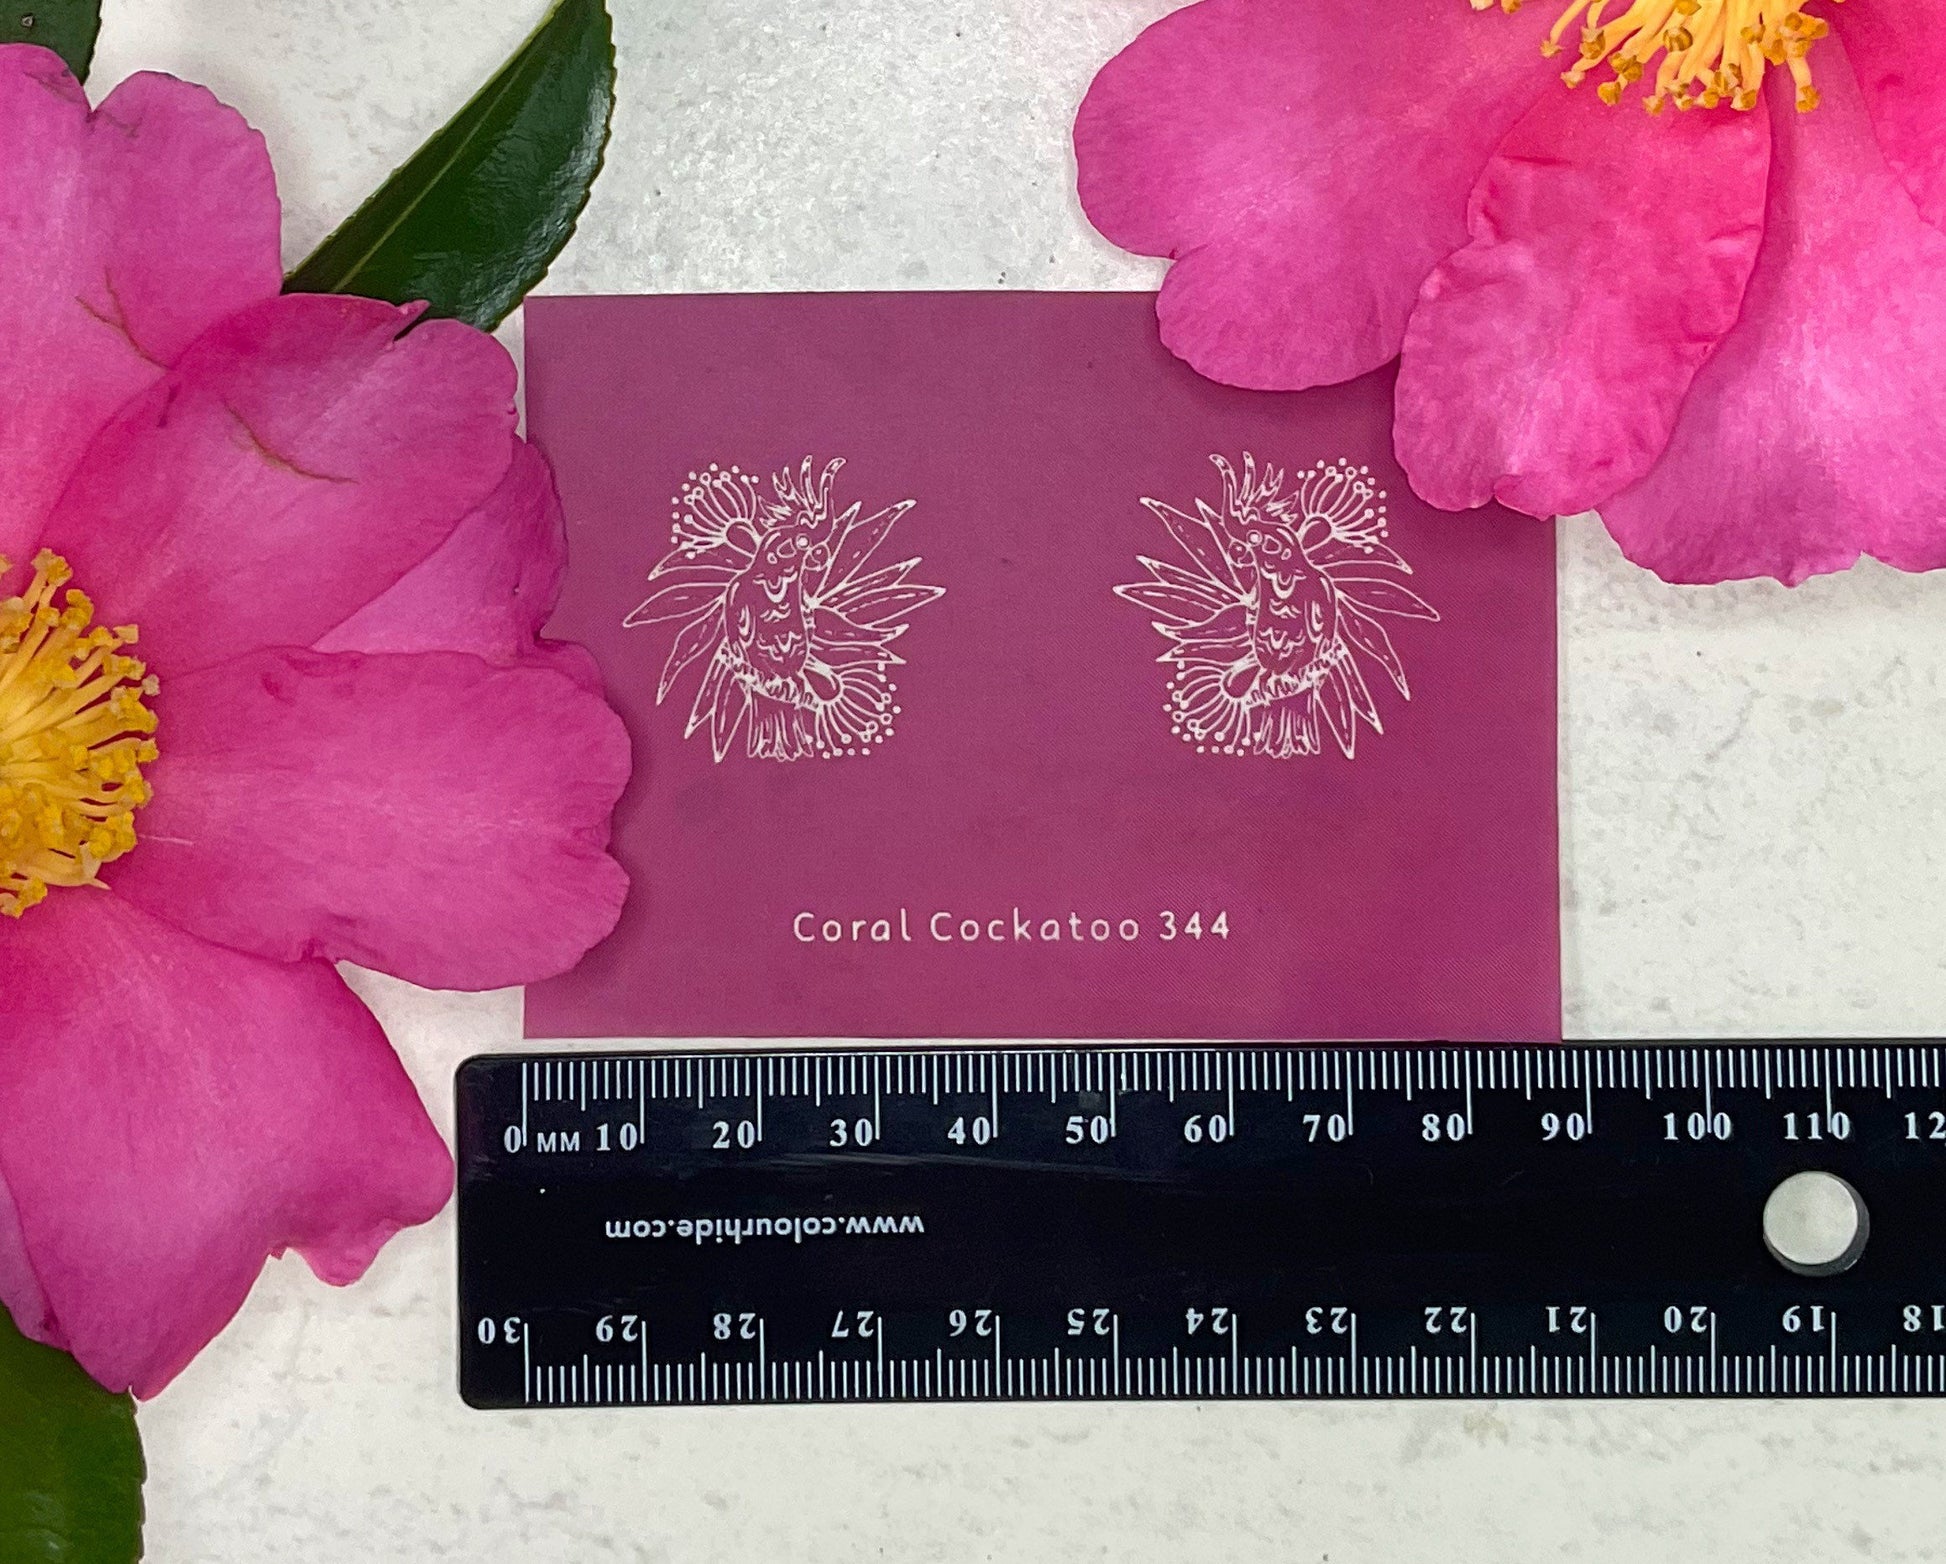 Coral Cockatoo 344
0 MM 10 20 30 40 50 60 70 80 90 100 110 12
www.colourhide.com
30 29 28 27 26 25 24 23 22 21 20 19 18